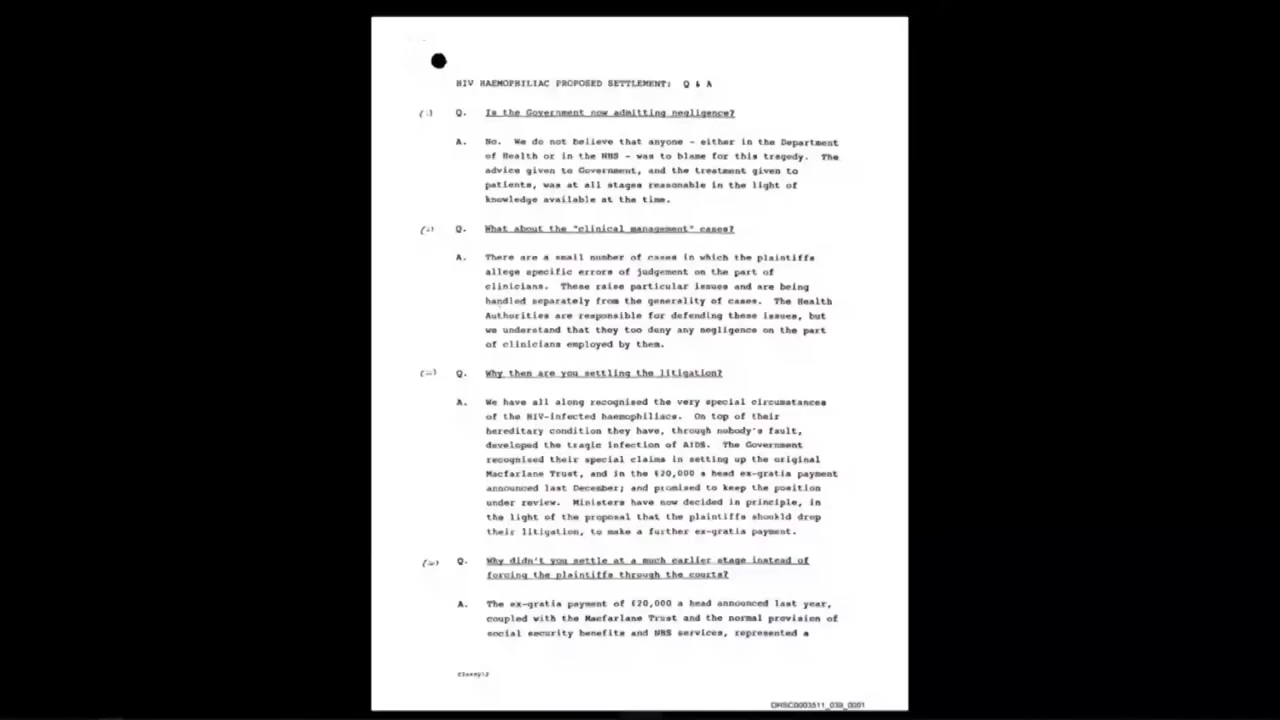 HIV HAEMOPHILIAC PROPOSED SETTLEMENT: Q & A
(i) Q. Is the Government now admitting negligence?
A. No. We do not believe that anyone - either in the Department
of Health or in the NHS - was to blame for this tragedy. The
advice given to Government, and the treatment given to
patients, was at all stages reasonable in the light of
knowledge available at the time.
(ii) Q. What about the "clinical management" cases?
A. There are a small number of cases in which the plaintiffs
allege specific errors of judgement on the part of
clinicians. These raise particular issues and are being
handled separately from the generality of cases. The Health
Authorities are responsible for defending these issues, but
we understand that they too deny any negligence on the part
of clinicians employed by them.
(iii) Q. Why then are you settling the litigation?
A. We have all along recognised the very special circumstances
of the HIV-infected haemophiliacs. On top of their
hereditary condition they have, through nobody's fault,
developed the tragic infection of AIDS. The Government
recognised their special claims in setting up the original
Macfarlane Trust, and in the £20,000 a head ex-gratia payment
announced last December; and promised to keep the position
under review. Ministers have now decided in principle, in
the light of the proposal that the plaintiffs should drop
their litigation, to make a further ex-gratia payment.
(iv) Q. Why didn't you settle at a much earlier stage instead of
forcing the plaintiffs through the courts?
A. The ex-gratia payment of £20,000 a head announced last year,
coupled with the Macfarlane Trust and the normal provision of
social security benefits and NHS services, represented a
DHSC0003511_039_0001